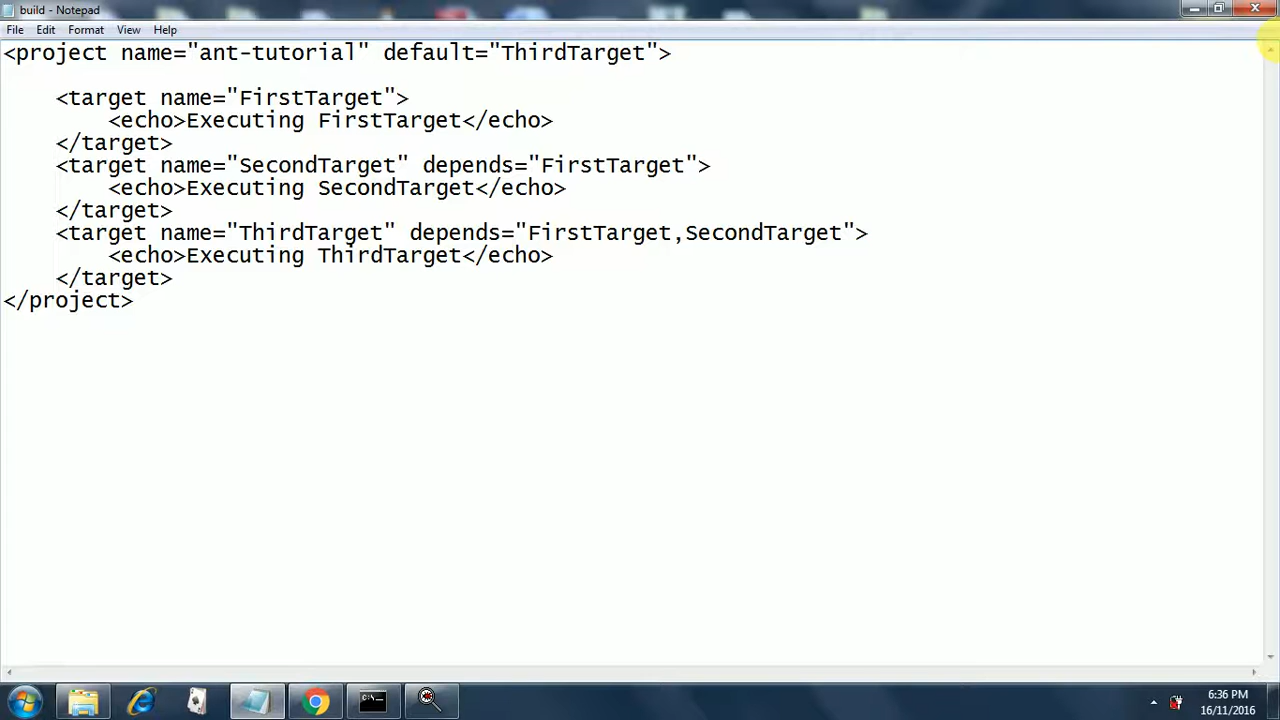 build - Notepad
File Edit Format View Help
<project name="ant-tutorial" default="ThirdTarget">
<target name="FirstTarget">
<echo>Executing FirstTarget</echo>
</target>
<target name="SecondTarget" depends="FirstTarget">
<echo>Executing SecondTarget</echo>
</target>
<target name="ThirdTarget" depends="FirstTarget,SecondTarget">
<echo>Executing ThirdTarget</echo>
</target>
</project>
6:36 PM
16/11/2016